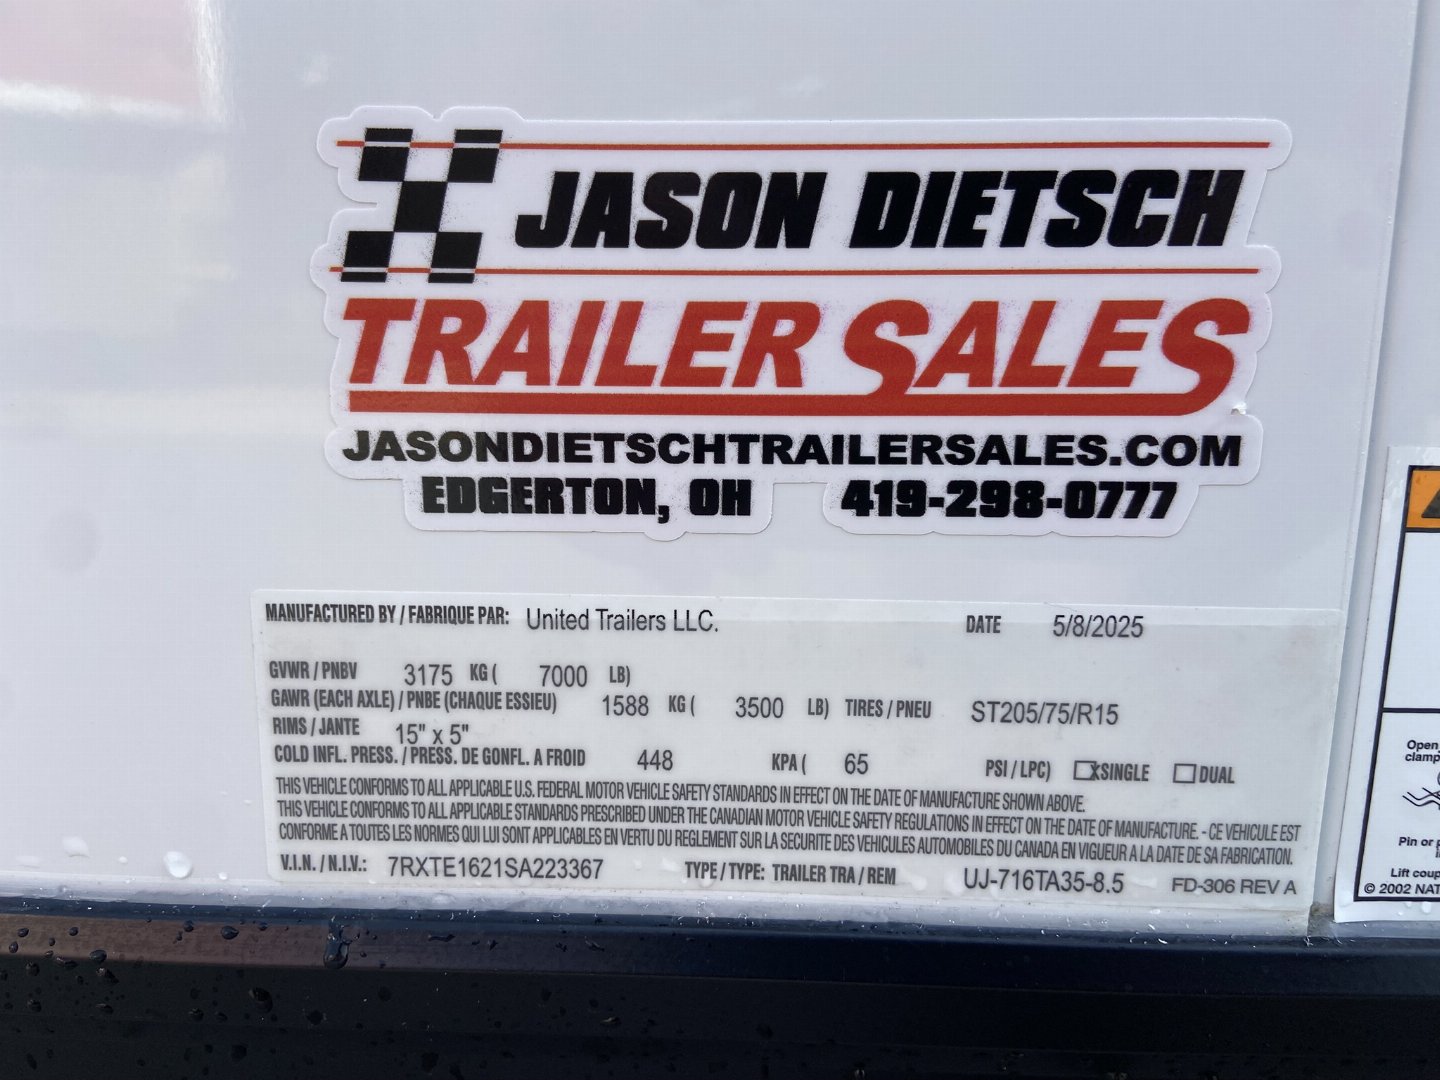 JASON DIETSCH
TRAILER SALES
JASONDIETSCHTRAILERSALES.COM
EDGERTON, OH 419-298-0777
MANUFACTURED BY / FABRIQUE PAR: United Trailers LLC. DATE 5/8/2025
GVWR / PNBV 3175 KG ( 7000 LB)
GAWR (EACH AXLE) / PNBE (CHAQUE ESSIEU) 1588 KG ( 3500 LB) TIRES / PNEU ST205/75/R15
RIMS / JANTE 15" x 5"
COLD INFL. PRESS. / PRESS. DE GONFL. A FROID 448 KPA ( 65 PSI / LPC) X SINGLE DUAL
THIS VEHICLE CONFORMS TO ALL APPLICABLE U.S. FEDERAL MOTOR VEHICLE SAFETY STANDARDS IN EFFECT ON THE DATE OF MANUFACTURE SHOWN ABOVE.
THIS VEHICLE CONFORMS TO ALL APPLICABLE STANDARDS PRESCRIBED UNDER THE CANADIAN MOTOR VEHICLE SAFETY REGULATIONS IN EFFECT ON THE DATE OF MANUFACTURE. - CE VEHICULE EST
CONFORME A TOUTES LES NORMES QUI LUI SONT APPLICABLES EN VERTU DU REGLEMENT SUR LA SECURITE DES VEHICULES AUTOMOBILES DU CANADA EN VIGUEUR A LA DATE DE SA FABRICATION.
V.I.N. / N.I.V.: 7RXTE1621SA223367 TYPE / TYPE: TRAILER TRA / REM UJ-716TA35-8.5 FD-306 REV A
Open
clamp
Pin or
Lift coup
© 2002 NAT